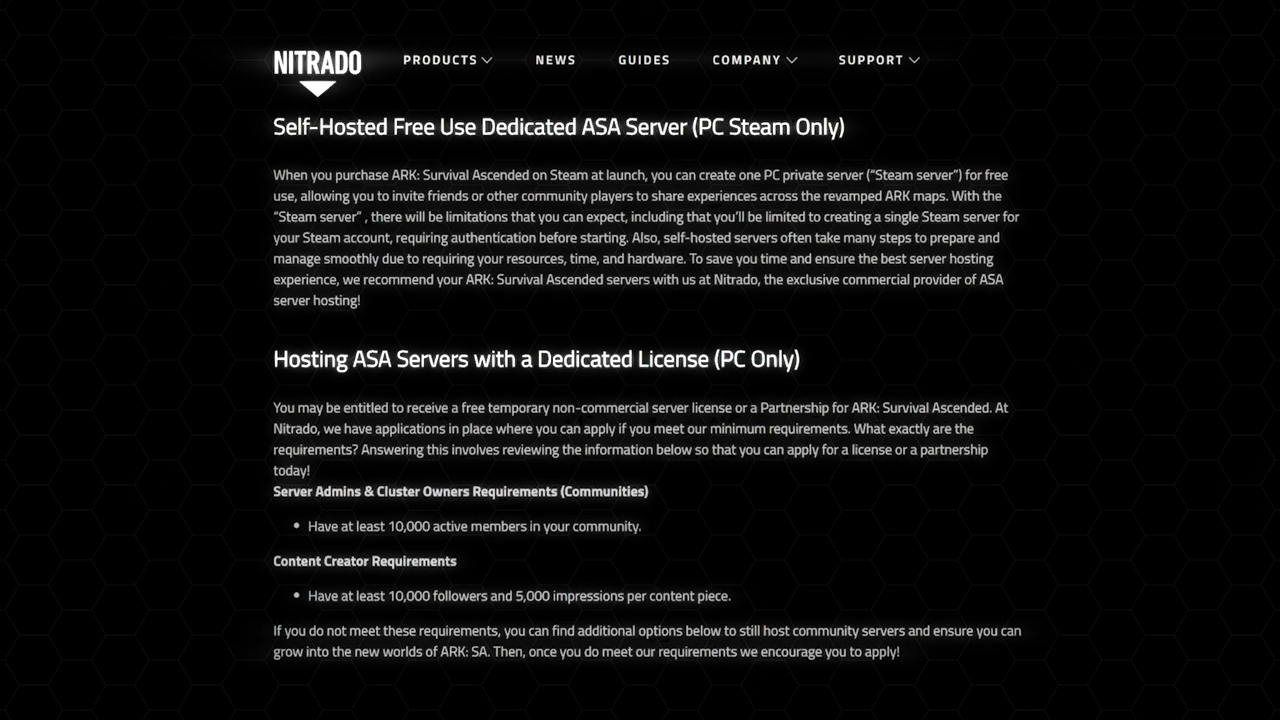 NITRADO
PRODUCTS
NEWS
GUIDES
COMPANY
SUPPORT
Self-Hosted Free Use Dedicated ASA Server (PC Steam Only)
When you purchase ARK: Survival Ascended on Steam at launch, you can create one PC private server (“Steam server”) for free
use, allowing you to invite friends or other community players to share experiences across the revamped ARK maps. With the
“Steam server” , there will be limitations that you can expect, including that you’ll be limited to creating a single Steam server for
your Steam account, requiring authentication before starting. Also, self-hosted servers often take many steps to prepare and
manage smoothly due to requiring your resources, time, and hardware. To save you time and ensure the best server hosting
experience, we recommend your ARK: Survival Ascended servers with us at Nitrado, the exclusive commercial provider of ASA
server hosting!
Hosting ASA Servers with a Dedicated License (PC Only)
You may be entitled to receive a free temporary non-commercial server license or a Partnership for ARK: Survival Ascended. At
Nitrado, we have applications in place where you can apply if you meet our minimum requirements. What exactly are the
requirements? Answering this involves reviewing the information below so that you can apply for a license or a partnership
today!
Server Admins & Cluster Owners Requirements (Communities)
• Have at least 10,000 active members in your community.
Content Creator Requirements
• Have at least 10,000 followers and 5,000 impressions per content piece.
If you do not meet these requirements, you can find additional options below to still host community servers and ensure you can
grow into the new worlds of ARK: SA. Then, once you do meet our requirements we encourage you to apply!